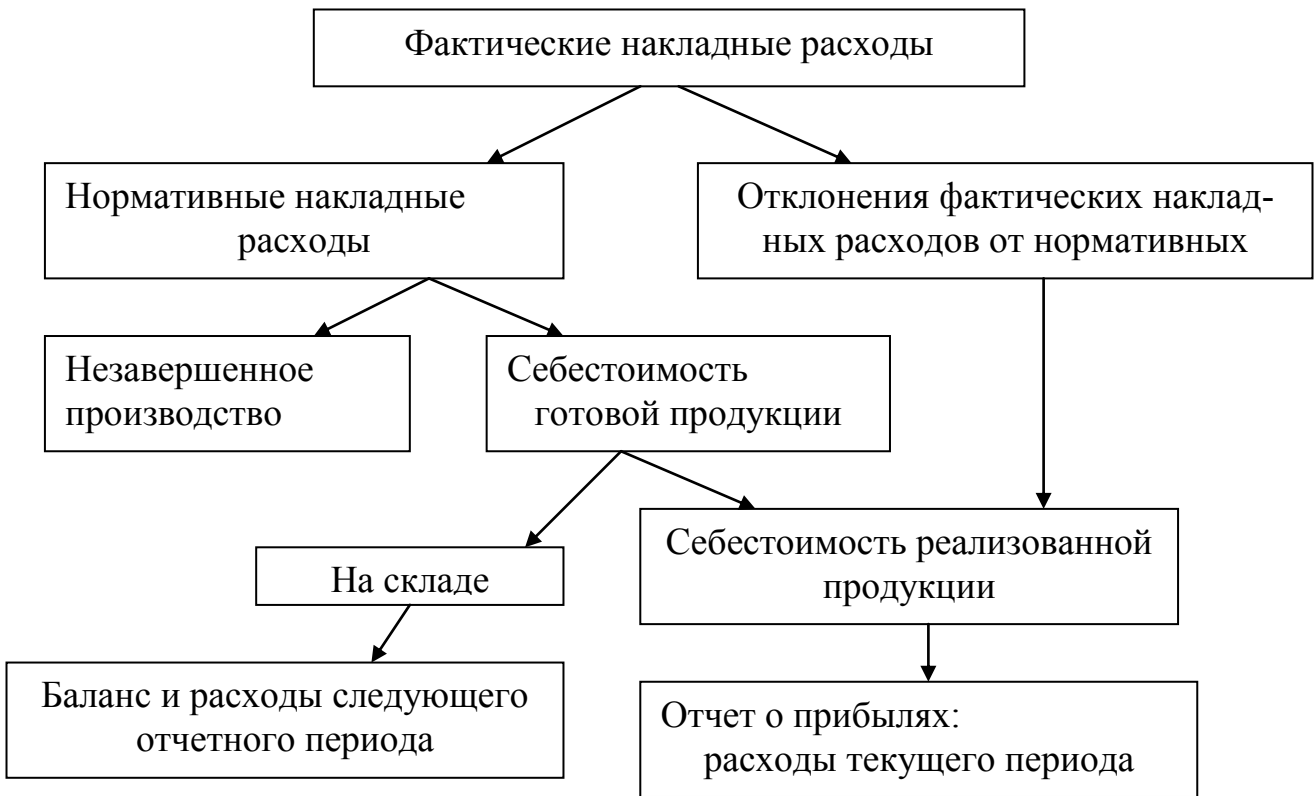 Фактические накладные расходы
Нормативные накладные
расходы
Отклонения фактических наклад-
ных расходов от нормативных
Незавершенное
производство
Себестоимость
готовой продукции
На складе
Себестоимость реализованной
продукции
Баланс и расходы следующего
отчетного периода
Отчет о прибылях:
расходы текущего периода